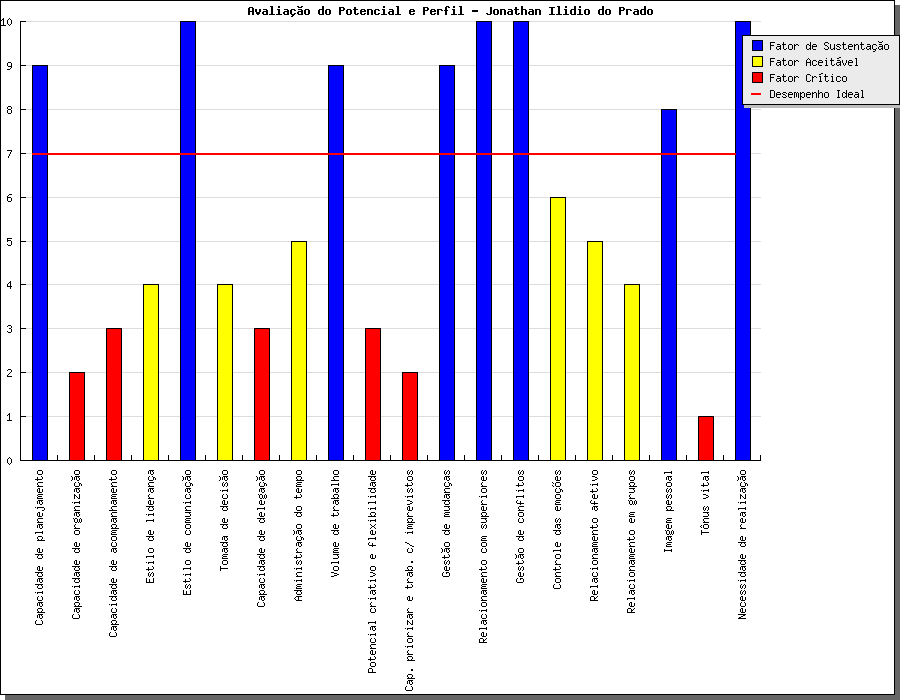 Avaliação do Potencial e Perfil - Jonathan Ilidio do Prado
Fator de Sustentação
Fator Aceitável
Fator Crítico
Desempenho Ideal
10
9
8
7
6
5
4
3
2
1
0
Capacidade de planejamento
Capacidade de organização
Capacidade de acompanhamento
Estilo de liderança
Estilo de comunicação
Tomada de decisão
Capacidade de delegação
Administração do tempo
Volume de trabalho
Potencial criativo e flexibilidade
Cap. priorizar e trab. c/ imprevistos
Gestão de mudanças
Relacionamento com superiores
Gestão de conflitos
Controle das emoções
Relacionamento afetivo
Relacionamento em grupos
Imagem pessoal
Tônus vital
Necessidade de realização